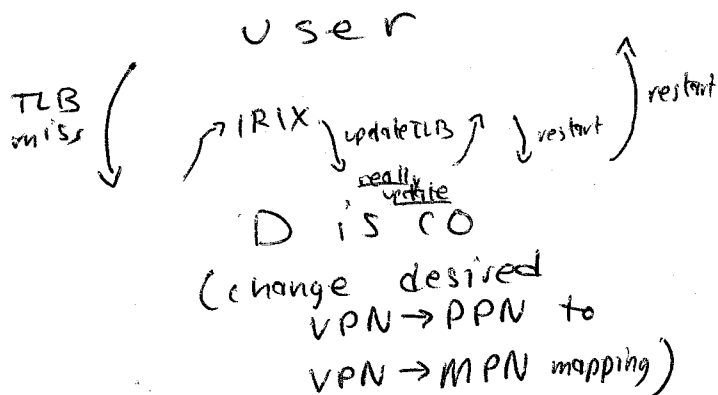 user
TLB
miss
IRIX
updateTLB
restart
restart
really
update
Disco
(change desired
VPN→PPN to
VPN→MPN mapping)